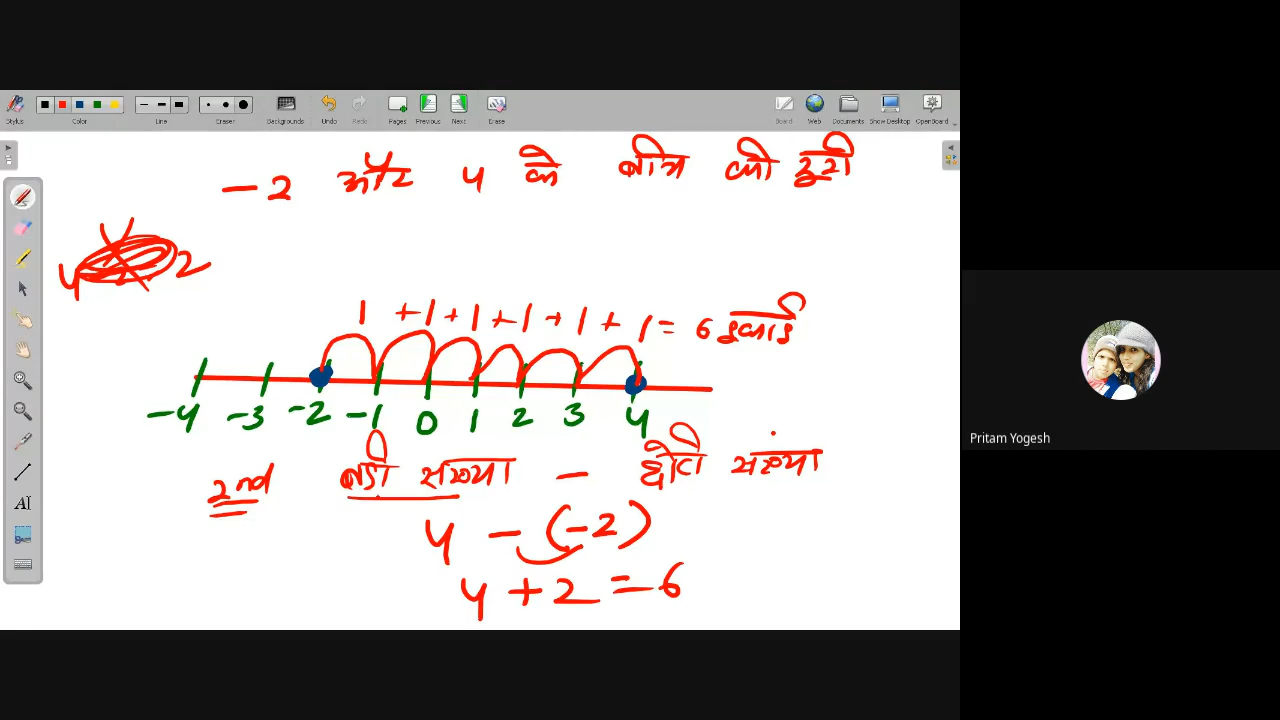 Stylus Color Line Eraser Backgrounds Undo Redo Pages Previous Next Erase Board Web Documents Show Desktop OpenBoard
-2 और 4 के बीच की दूरी
4 2
1 +1 +1 +1 +1 + 1 = 6 इकाई
-4 -3 -2 -1 0 1 2 3 4
2nd बड़ी संख्या - छोटी संख्या
4 - (-2)
4 + 2 = 6
Pritam Yogesh